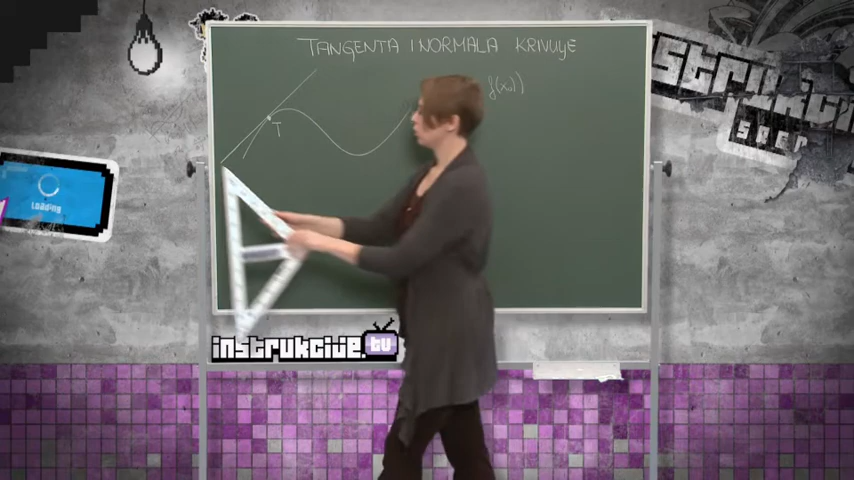 TANGENTA I NORMALA KRIVULJE
f(x₀))
T
Loading
instrukcije.tv